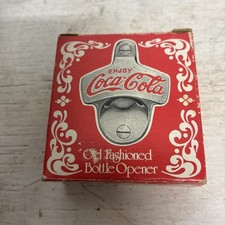 ENJOY
Coca-Cola
Old Fashioned
Bottle Opener